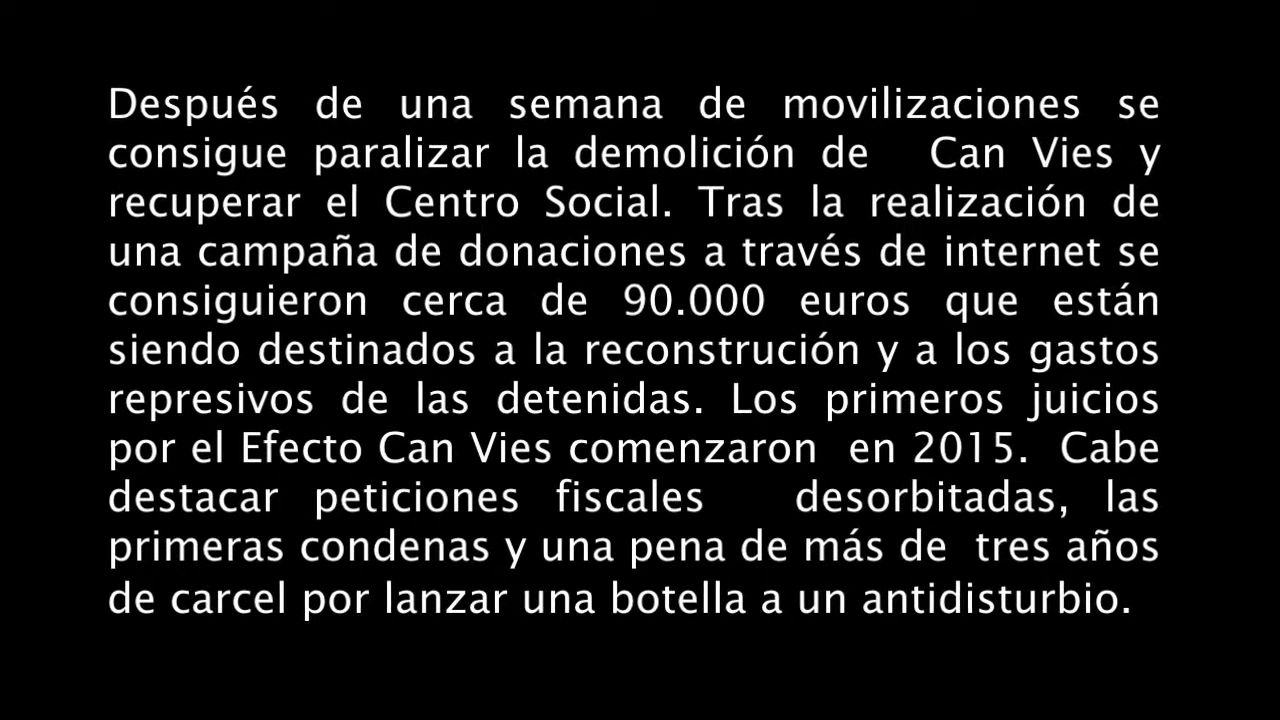 Después de una semana de movilizaciones se
consigue paralizar la demolición de Can Vies y
recuperar el Centro Social. Tras la realización de
una campaña de donaciones a través de internet se
consiguieron cerca de 90.000 euros que están
siendo destinados a la reconstrución y a los gastos
represivos de las detenidas. Los primeros juicios
por el Efecto Can Vies comenzaron en 2015. Cabe
destacar peticiones fiscales desorbitadas, las
primeras condenas y una pena de más de tres años
de carcel por lanzar una botella a un antidisturbio.